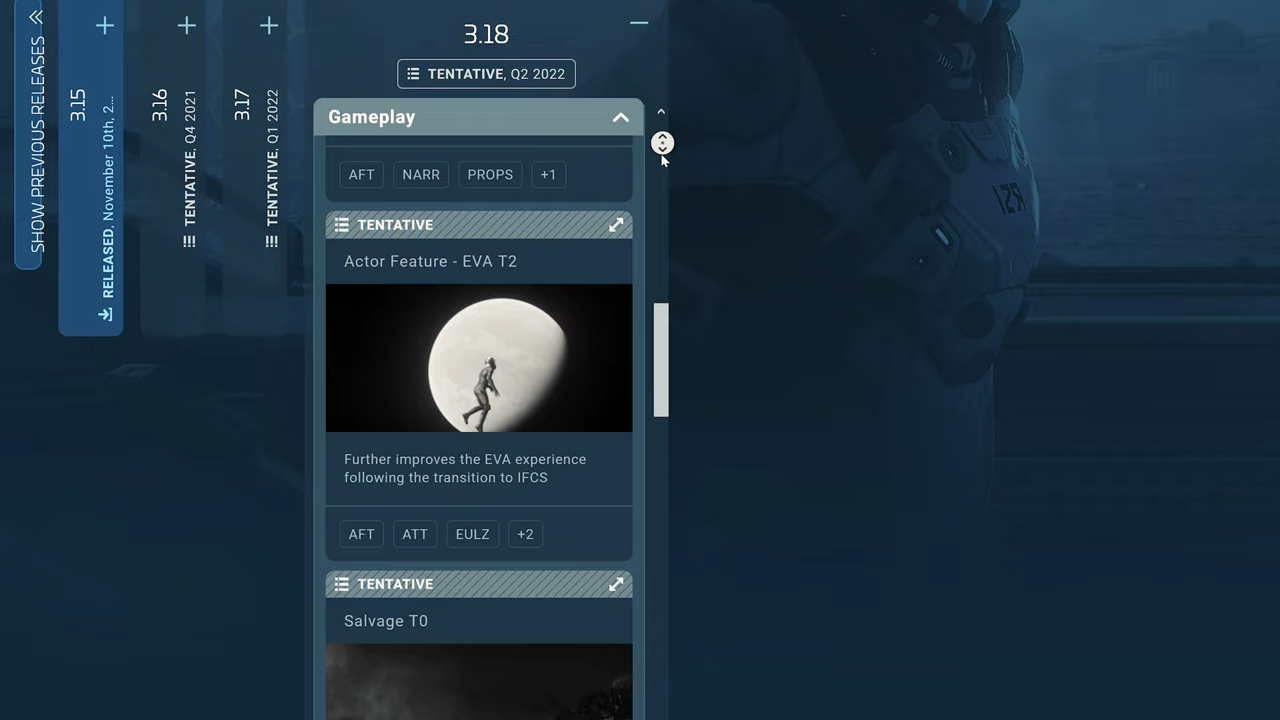 SHOW PREVIOUS RELEASES
3.15
RELEASED, November 10th, 2...
3.16
TENTATIVE, Q4 2021
3.17
TENTATIVE, Q1 2022
3.18
TENTATIVE, Q2 2022
Gameplay
AFT NARR PROPS +1
TENTATIVE
Actor Feature - EVA T2
Further improves the EVA experience
following the transition to IFCS
AFT ATT EULZ +2
TENTATIVE
Salvage T0